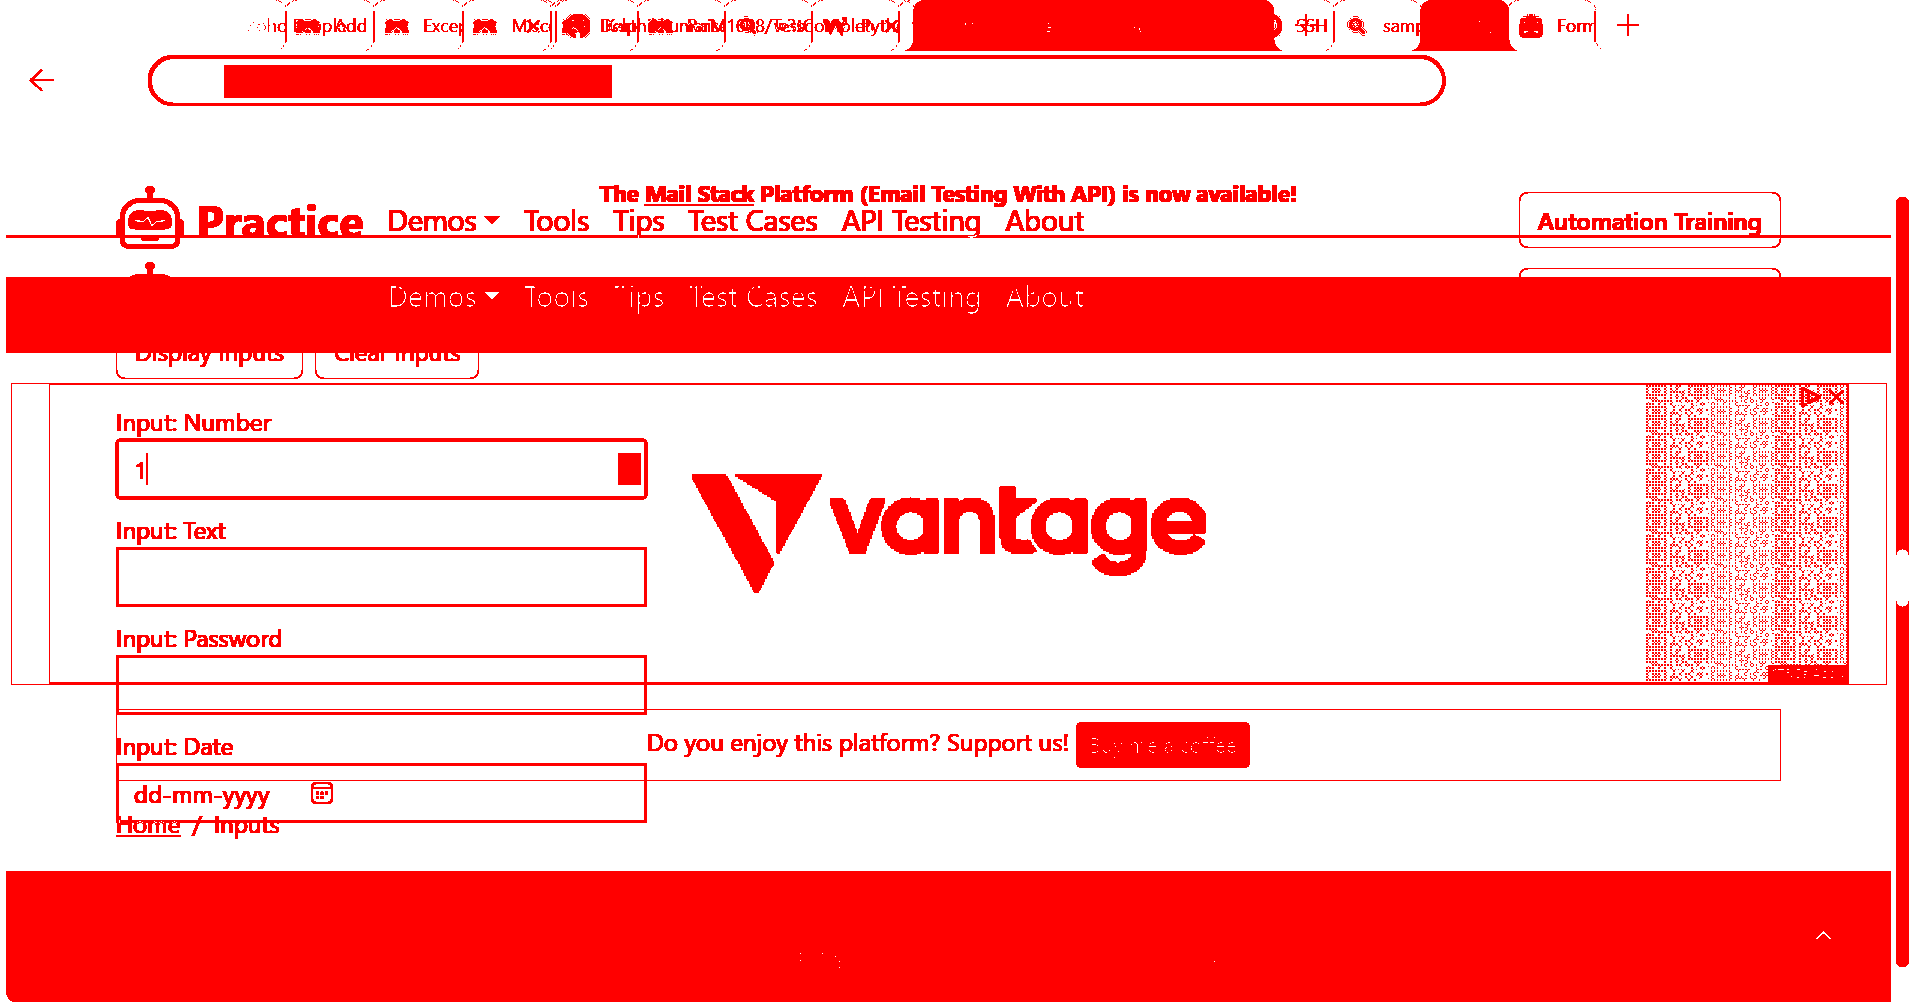 Add
SSH
Form
The Mail Stack Platform (Email Testing With API) is now available!
Practice Demos Tools Tips Test Cases API Testing About Automation Training
Demos Tools Tips Test Cases API Testing About
Display Inputs Clear Inputs
Input: Number
1
vantage
Input: Text
Input: Password
Do you enjoy this platform? Support us! Buy me a coffee
Input: Date
dd-mm-yyyy
Home / Inputs